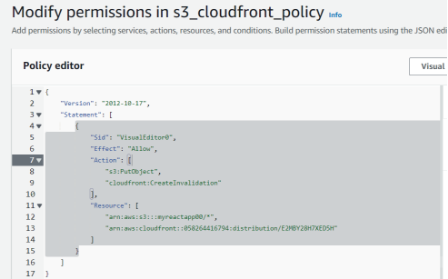 Modify permissions in s3_cloudfront_policy Info
Add permissions by selecting services, actions, resources, and conditions. Build permission statements using the JSON edi
Policy editor
Visual
1 {
2 "Version": "2012-10-17",
3 "Statement": [
4 {
5 "Sid": "VisualEditor0",
6 "Effect": "Allow",
7 "Action": [
8 "s3:PutObject",
9 "cloudfront:CreateInvalidation"
10 ],
11 "Resource": [
12 "arn:aws:s3:::myreactapp00/*",
13 "arn:aws:cloudfront::058264416794:distribution/E2MBY28H7XED5H"
14 ]
15 }
16 ]
17 }